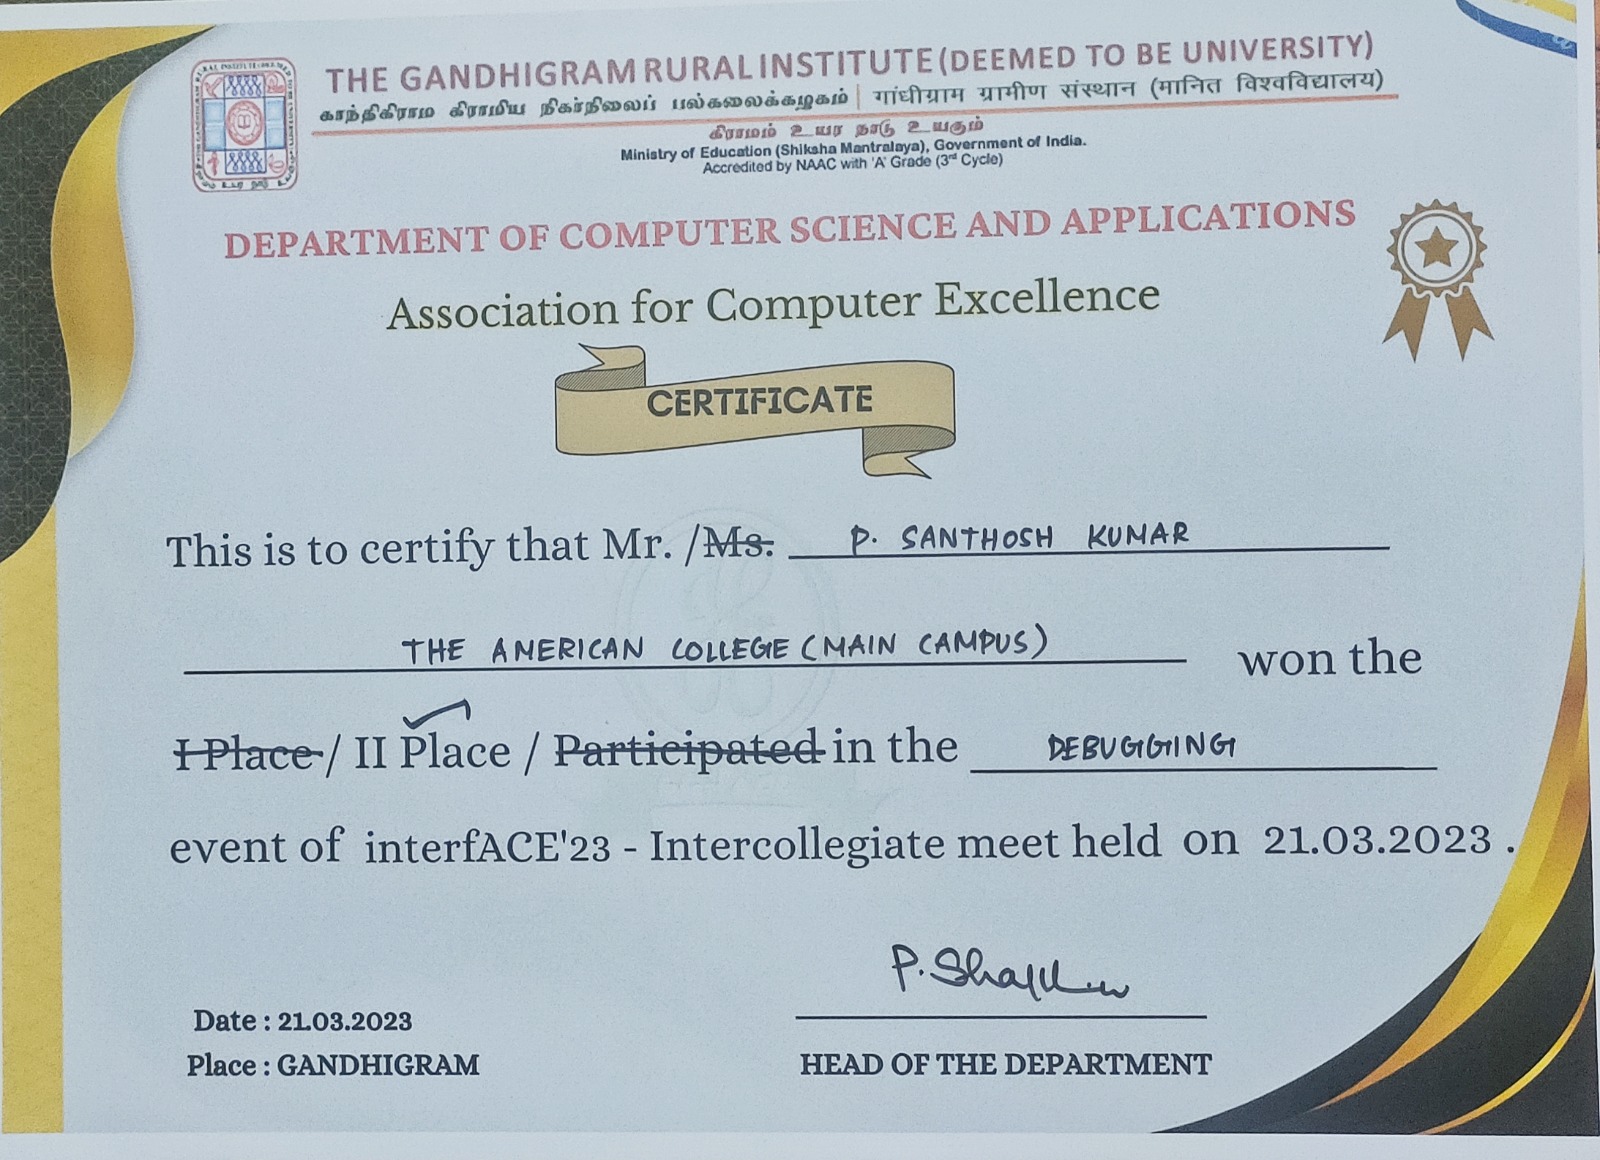 THE GANDHIGRAM RURAL INSTITUTE (DEEMED TO BE UNIVERSITY)
காந்திகிராம கிராமிய நிகர்நிலைப் பல்கலைக்கழகம் | गांधीग्राम ग्रामीण संस्थान (मानित विश्वविद्यालय)
கிராமம் உயர நாடு உயரும்
Ministry of Education (Shiksha Mantralaya), Government of India.
Accredited by NAAC with 'A' Grade (3rd Cycle)
DEPARTMENT OF COMPUTER SCIENCE AND APPLICATIONS
Association for Computer Excellence
CERTIFICATE
This is to certify that Mr. /Ms. P. SANTHOSH KUMAR
THE AMERICAN COLLEGE (MAIN CAMPUS) won the
I Place / II Place / Participated in the DEBUGGING
event of interfACE'23 - Intercollegiate meet held on 21.03.2023 .
Date : 21.03.2023
Place : GANDHIGRAM
HEAD OF THE DEPARTMENT